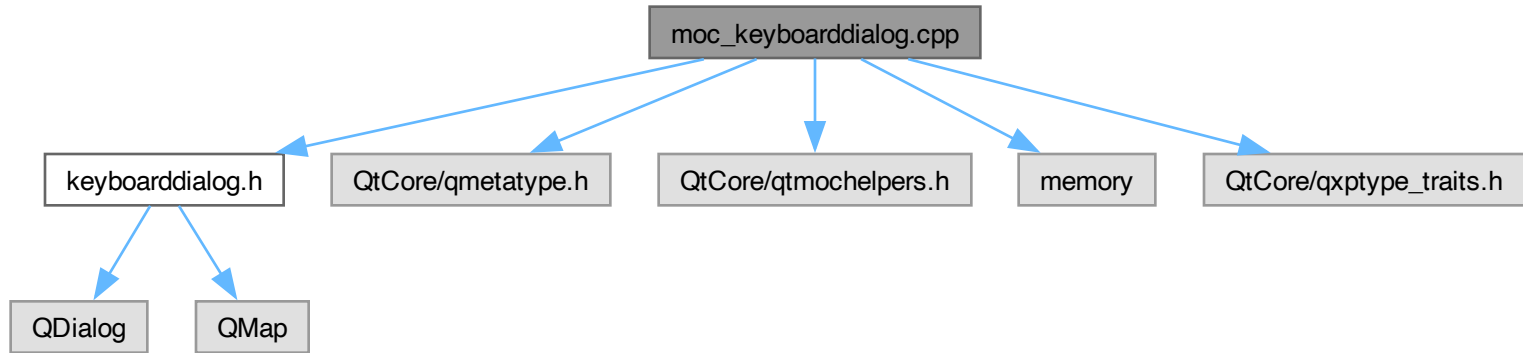 moc_keyboarddialog.cpp
keyboarddialog.h
QtCore/qmetatype.h
QtCore/qtmochelpers.h
memory
QtCore/qxptype_traits.h
QDialog
QMap